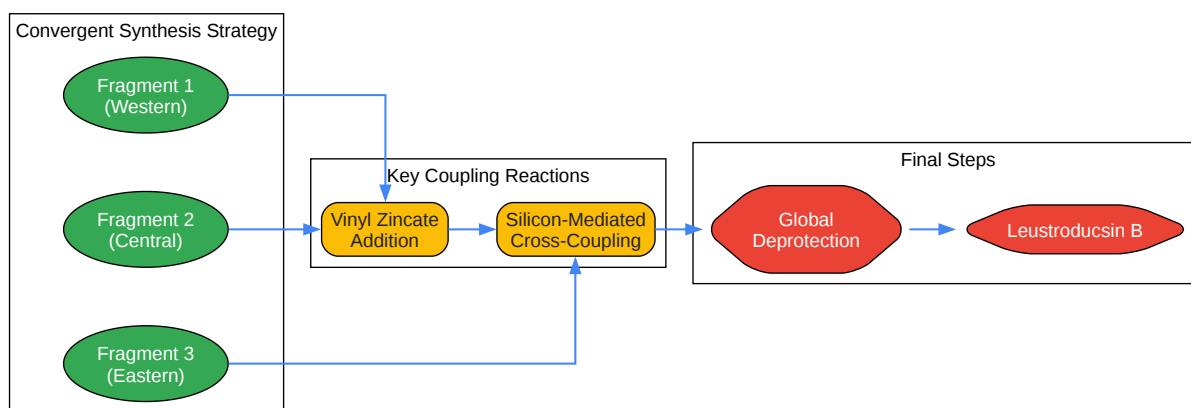 Convergent Synthesis Strategy
Fragment 1
(Western)
Fragment 2
(Central)
Fragment 3
(Eastern)
Key Coupling Reactions
Vinyl Zincate
Addition
Silicon-Mediated
Cross-Coupling
Final Steps
Global
Deprotection
Leustroducsin B